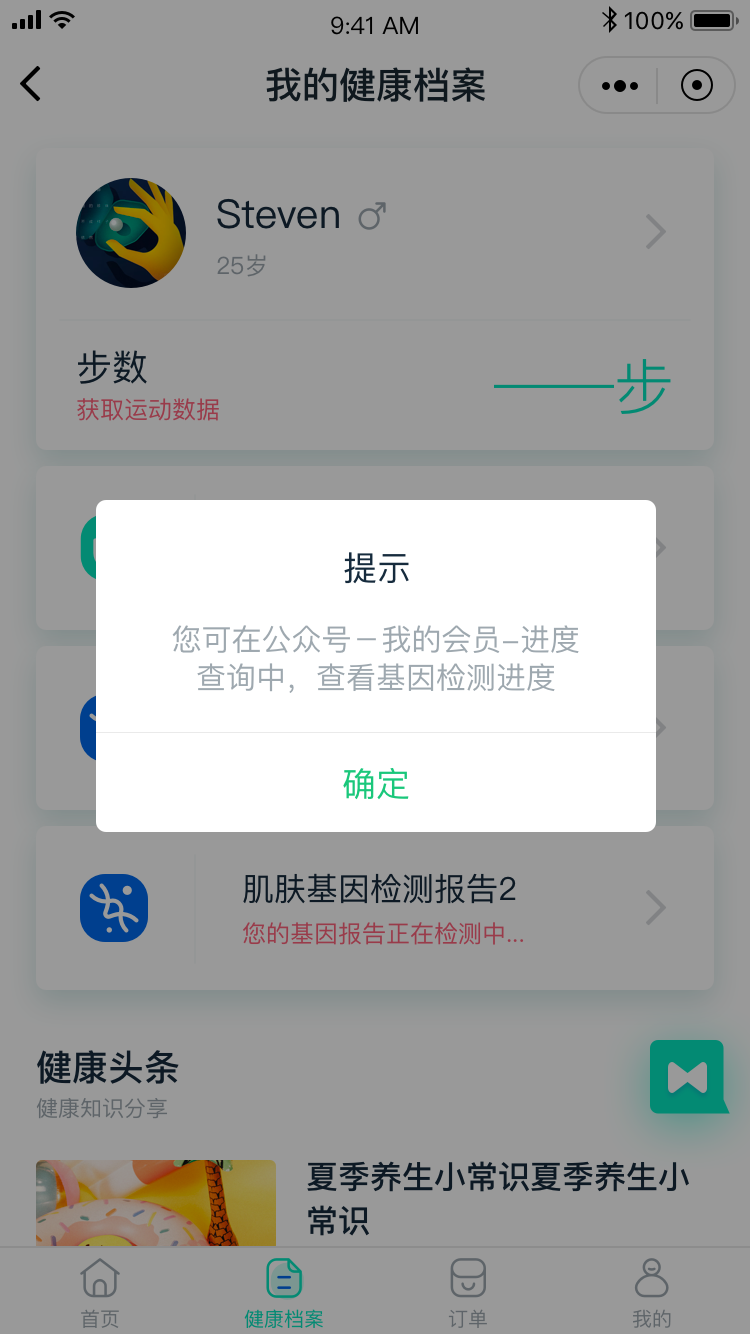 9:41 AM
100%
我的健康档案
Steven
25岁
步数
获取运动数据
——步
提示
您可在公众号－我的会员–进度
查询中，查看基因检测进度
确定
肌肤基因检测报告2
您的基因报告正在检测中...
健康头条
健康知识分享
夏季养生小常识夏季养生小
常识
首页
健康档案
订单
我的